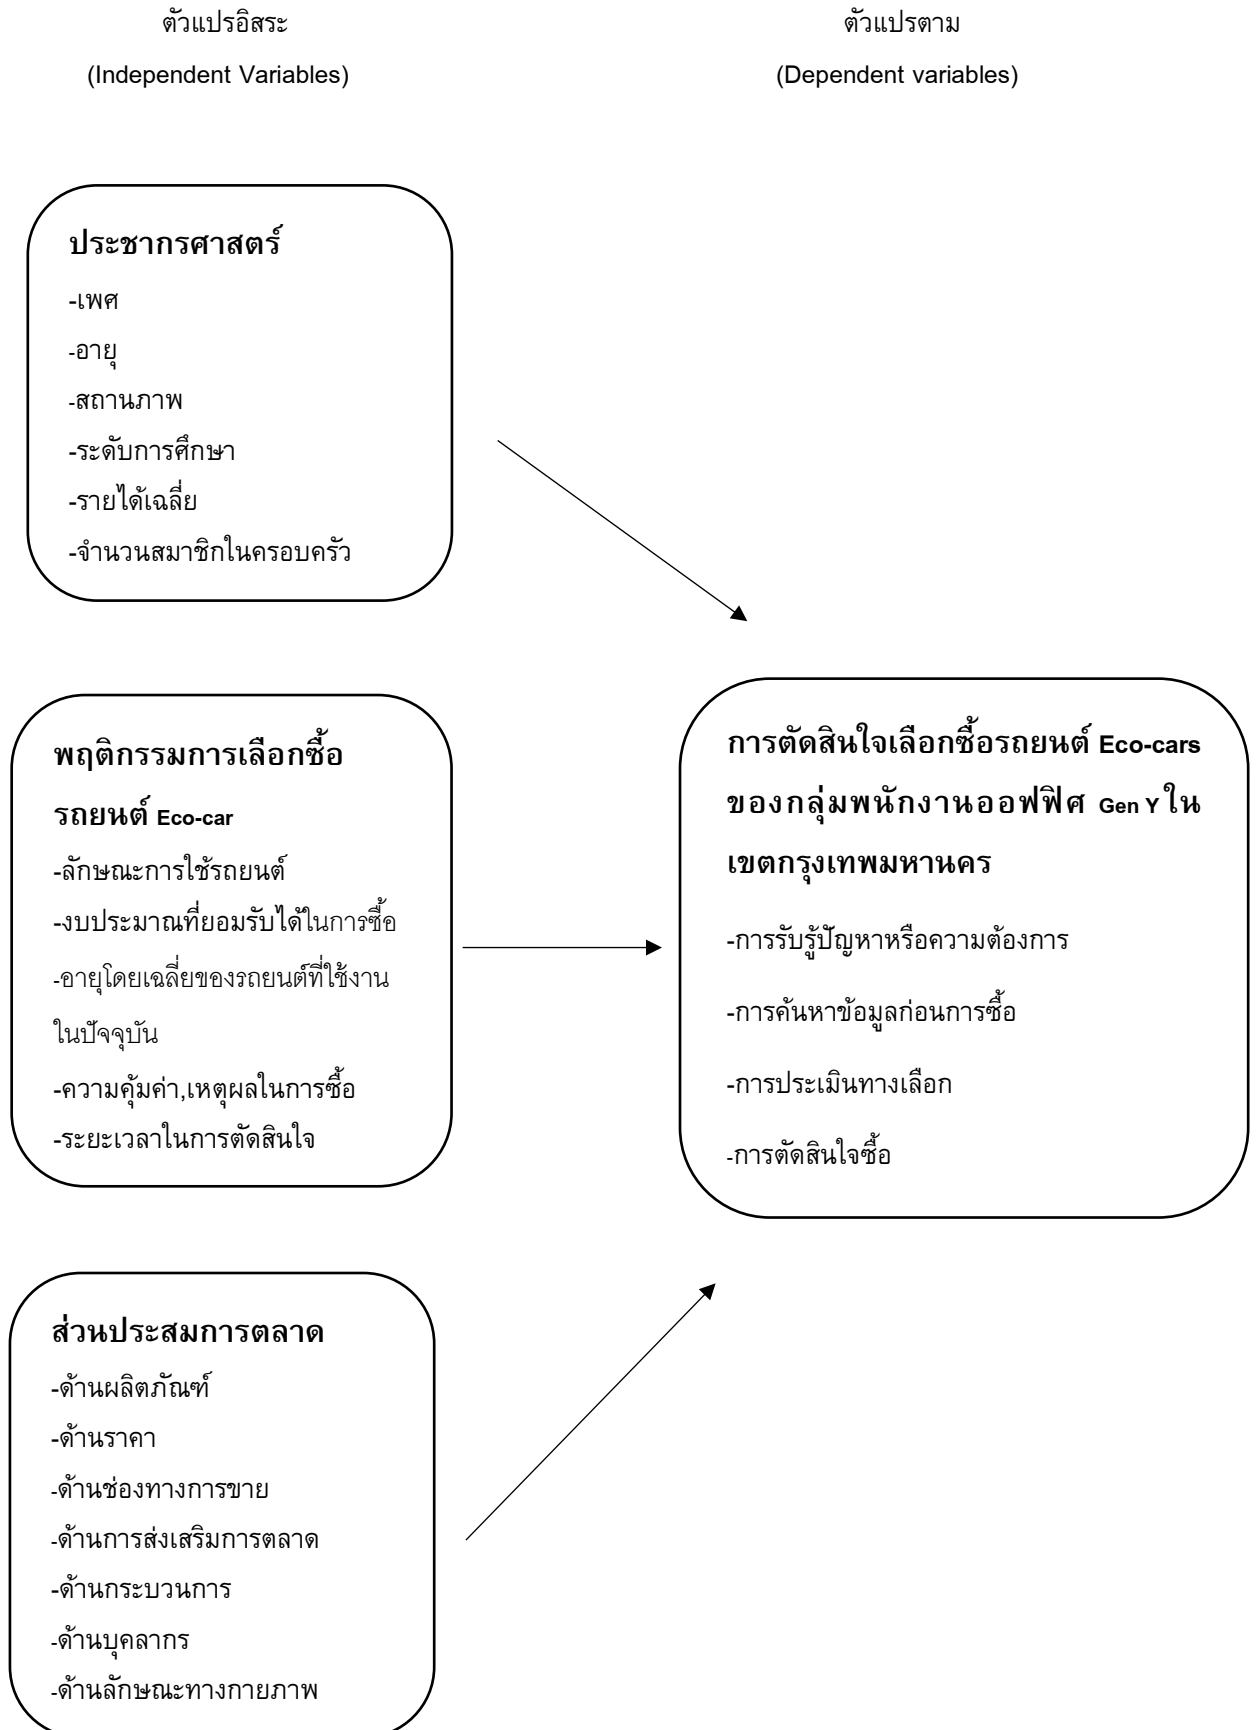 ตัวแปรอิสระ
(Independent Variables)
ตัวแปรตาม
(Dependent variables)
ประชากรศาสตร์
-เพศ
-อายุ
-สถานภาพ
-ระดับการศึกษา
-รายได้เฉลี่ย
-จำนวนสมาชิกในครอบครัว
พฤติกรรมการเลือกซื้อ
รถยนต์ Eco-car
-ลักษณะการใช้รถยนต์
-งบประมาณที่ยอมรับได้ในการซื้อ
-อายุโดยเฉลี่ยของรถยนต์ที่ใช้งาน
ในปัจจุบัน
-ความคุ้มค่า,เหตุผลในการซื้อ
-ระยะเวลาในการตัดสินใจ
การตัดสินใจเลือกซื้อรถยนต์ Eco-cars
ของกลุ่มพนักงานออฟฟิศ Gen Y ใน
เขตกรุงเทพมหานคร
-การรับรู้ปัญหาหรือความต้องการ
-การค้นหาข้อมูลก่อนการซื้อ
-การประเมินทางเลือก
-การตัดสินใจซื้อ
ส่วนประสมการตลาด
-ด้านผลิตภัณฑ์
-ด้านราคา
-ด้านช่องทางการขาย
-ด้านการส่งเสริมการตลาด
-ด้านกระบวนการ
-ด้านบุคลากร
-ด้านลักษณะทางกายภาพ